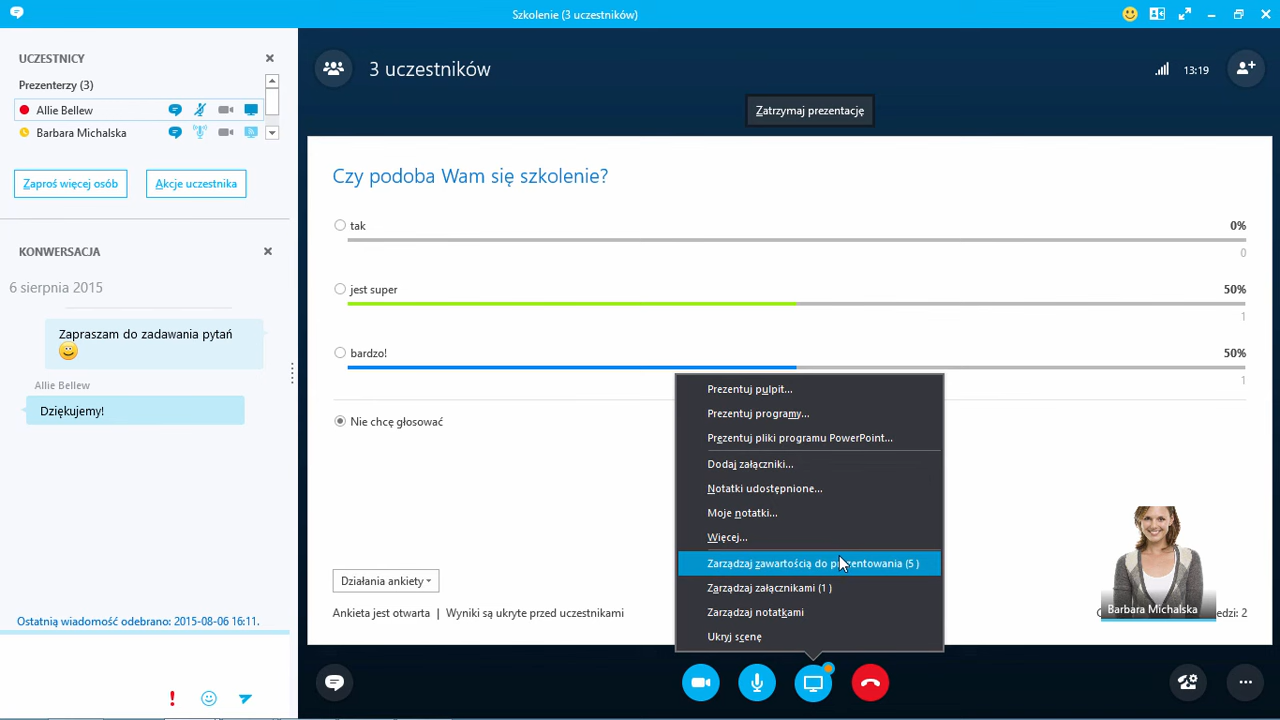 Szkolenie (3 uczestników)
UCZESTNICY
Prezenterzy (3)
Allie Bellew
Barbara Michalska
Zaproś więcej osób
Akcje uczestnika
KONWERSACJA
6 sierpnia 2015
Zapraszam do zadawania pytań
Allie Bellew
Dziękujemy!
Ostatnią wiadomość odebrano: 2015-08-06 16:11.
3 uczestników
13:19
Zatrzymaj prezentację
Czy podoba Wam się szkolenie?
tak
0%
0
jest super
50%
1
bardzo!
50%
1
Nie chcę głosować
Prezentuj pulpit...
Prezentuj programy...
Prezentuj pliki programu PowerPoint...
Dodaj załączniki...
Notatki udostępnione...
Moje notatki...
Więcej...
Zarządzaj zawartością do prezentowania (5 )
Zarządzaj załącznikami (1 )
Zarządzaj notatkami
Ukryj scenę
Działania ankiety
Ankieta jest otwarta | Wyniki są ukryte przed uczestnikami
Barbara Michalska
2